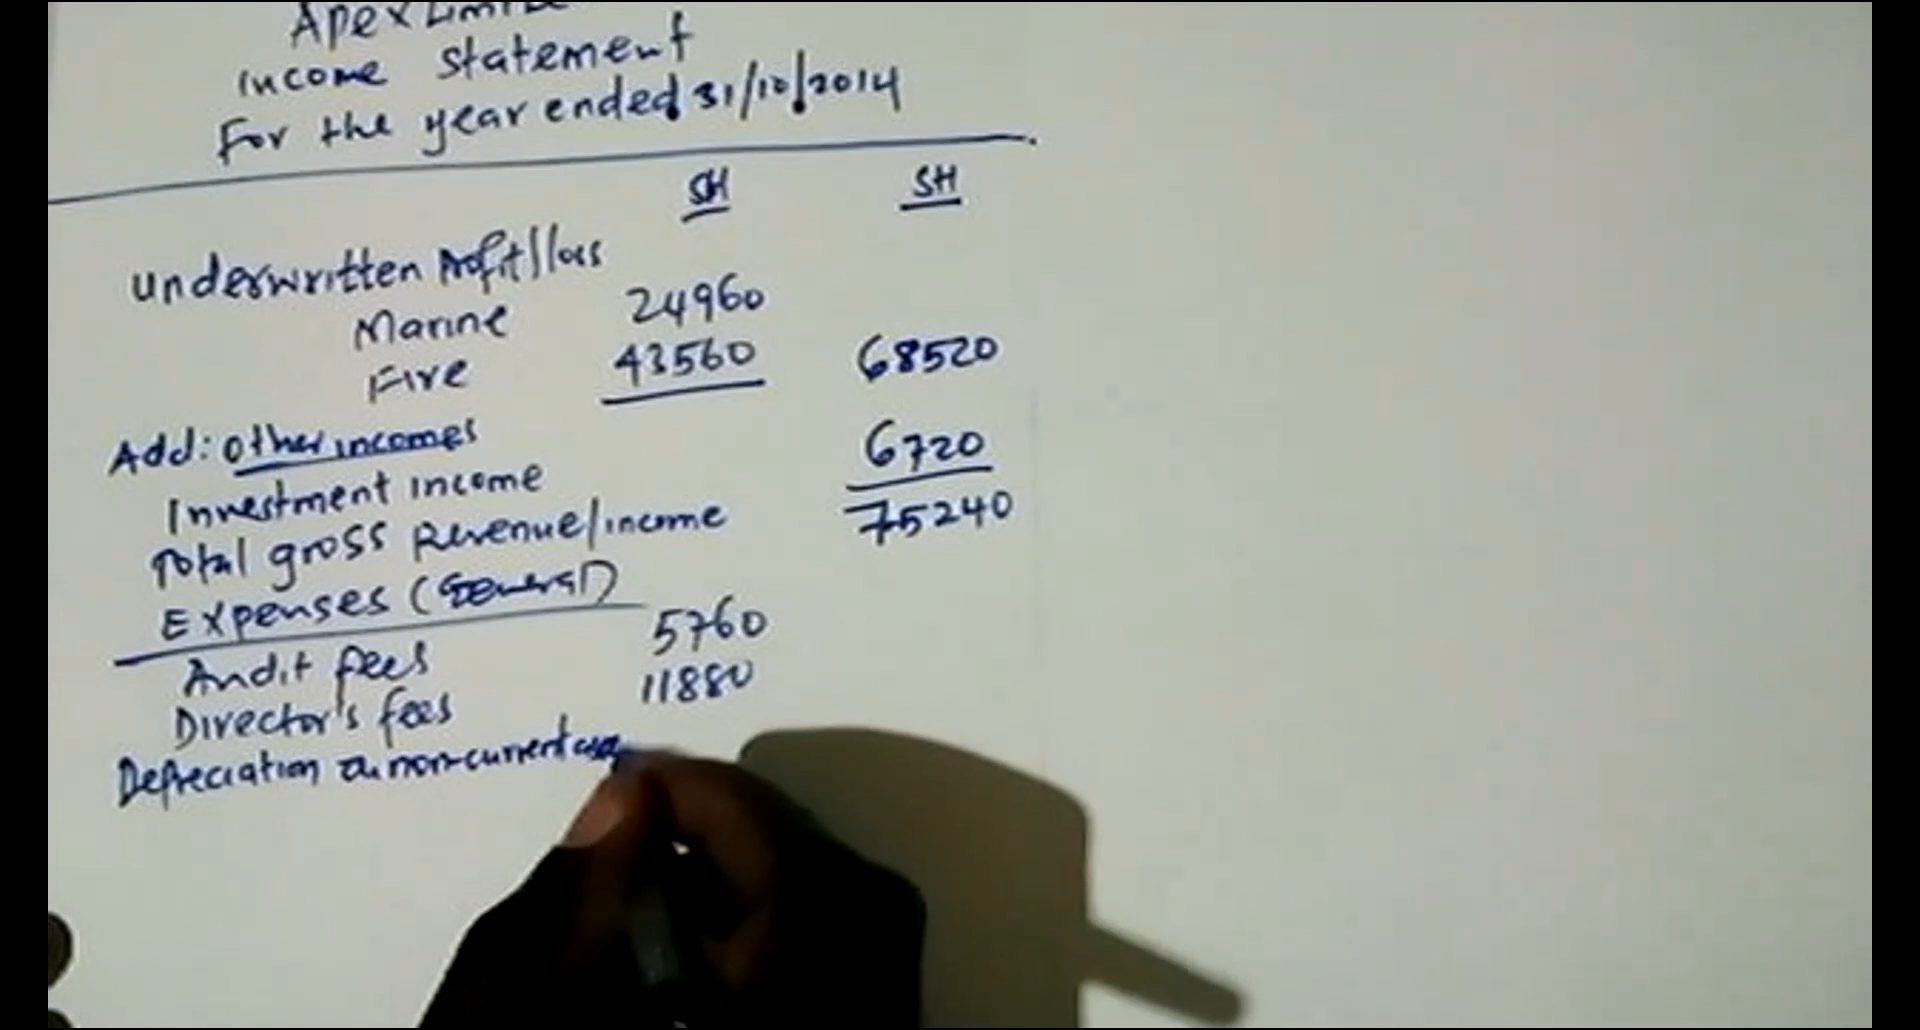 Apex Limite
Income statement
For the year ended 31/10/2014
SH SH
Underwritten Profit/loss
Marine 24960
Fire 43560 68520
Add: Other incomes
Investment income 6720
Total gross Revenue/income 75240
Expenses (General)
Audit fees 5760
Director's fees 11880
Depreciation on non-current